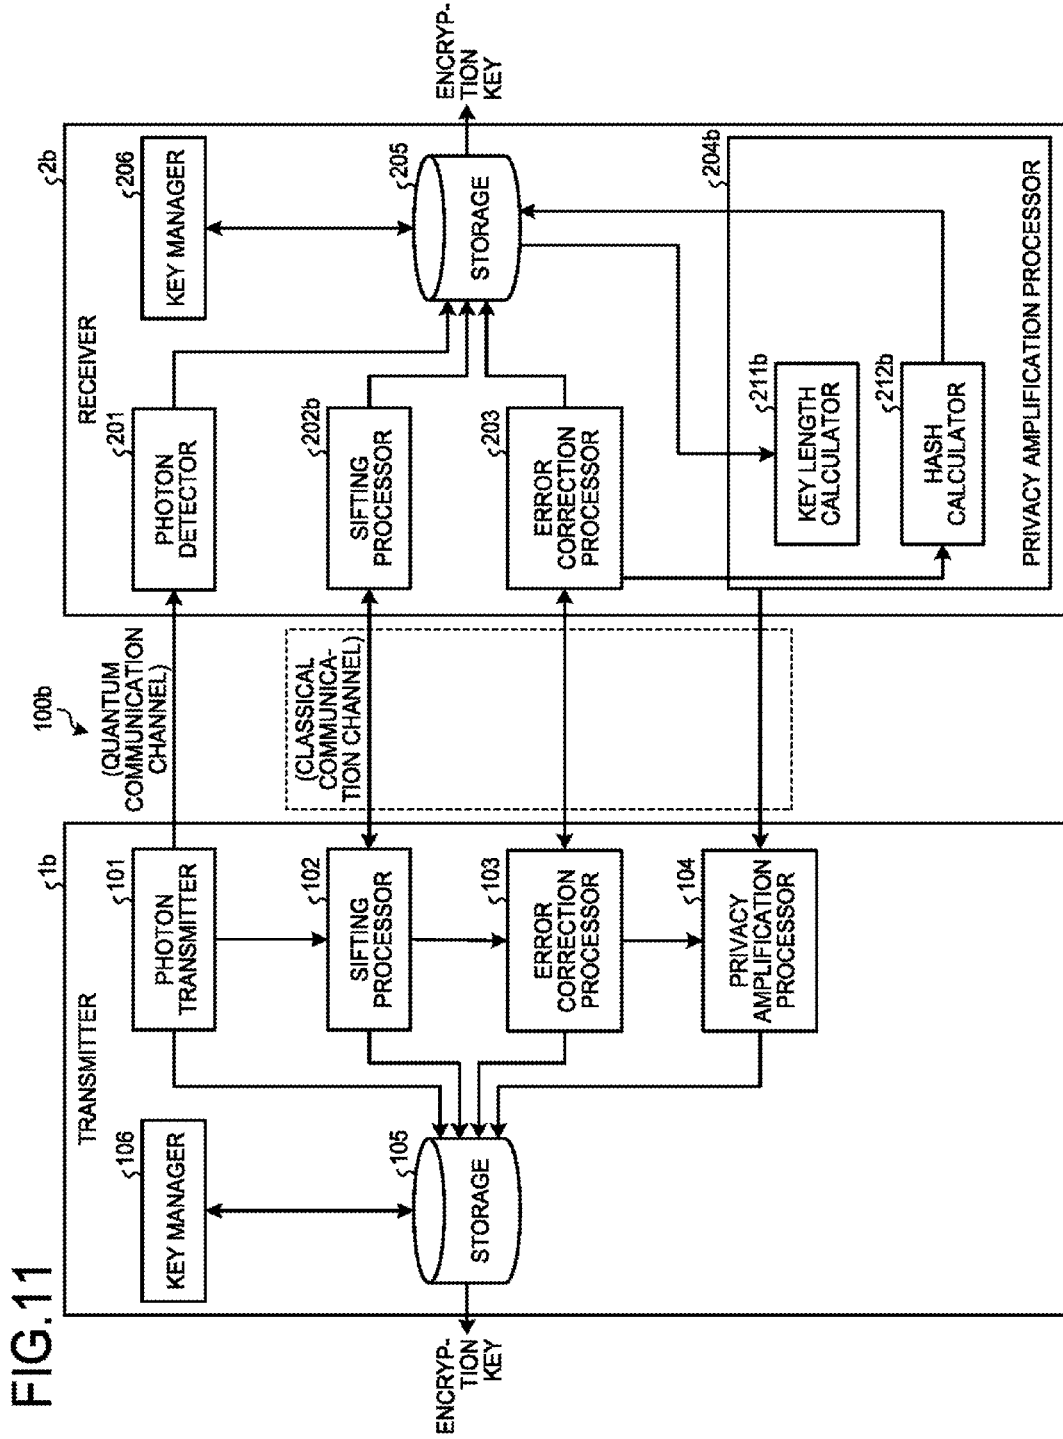 FIG.11
100b
1b
TRANSMITTER
106
KEY MANAGER
105
STORAGE
ENCRYP-
TION
KEY
101
PHOTON
TRANSMITTER
102
SIFTING
PROCESSOR
103
ERROR
CORRECTION
PROCESSOR
104
PRIVACY
AMPLIFICATION
PROCESSOR
(QUANTUM
COMMUNICATION
CHANNEL)
(CLASSICAL
COMMUNICA-
TION CHANNEL)
2b
RECEIVER
201
PHOTON
DETECTOR
202b
SIFTING
PROCESSOR
203
ERROR
CORRECTION
PROCESSOR
206
KEY MANAGER
205
STORAGE
ENCRYP-
TION
KEY
204b
211b
KEY LENGTH
CALCULATOR
212b
HASH
CALCULATOR
PRIVACY AMPLIFICATION PROCESSOR